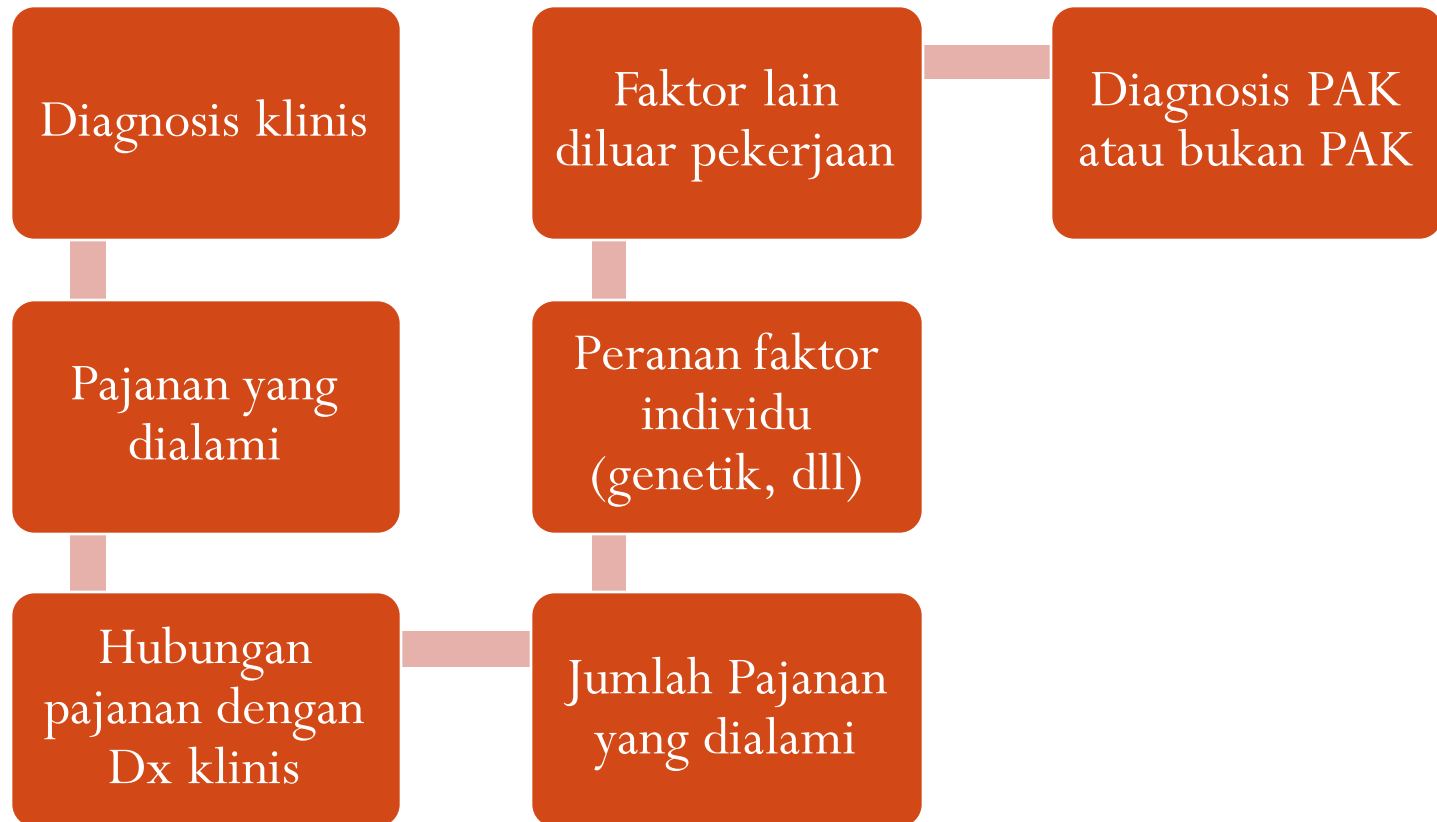 Diagnosis klinis
Pajanan yang
dialami
Hubungan
pajanan dengan
Dx klinis
Jumlah Pajanan
yang dialami
Peranan faktor
individu
(genetik, dll)
Faktor lain
diluar pekerjaan
Diagnosis PAK
atau bukan PAK